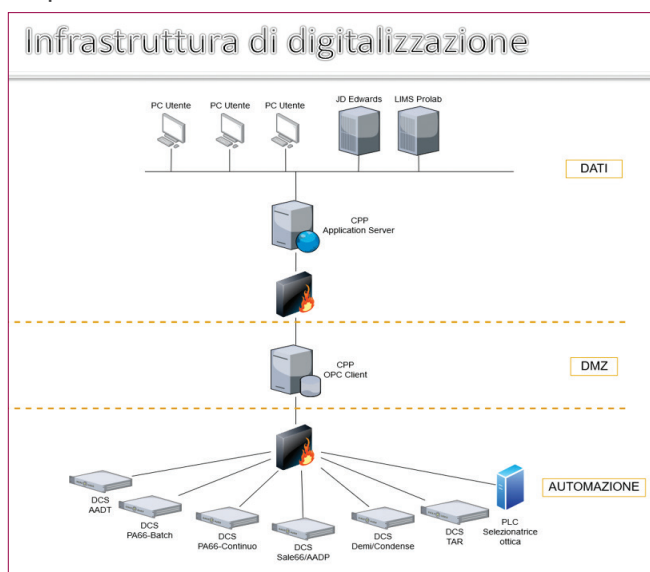 Infrastruttura di digitalizzazione
PC Utente
PC Utente
PC Utente
JD Edwards
LIMS Prolab
DATI
CPP
Application Server
CPP
OPC Client
DMZ
AUTOMAZIONE
DCS
AADT
DCS
PA66-Batch
DCS
PA66-Continuo
DCS
Sale66/AADP
DCS
Demi/Condense
DCS
TAR
PLC
Selezionatrice
ottica